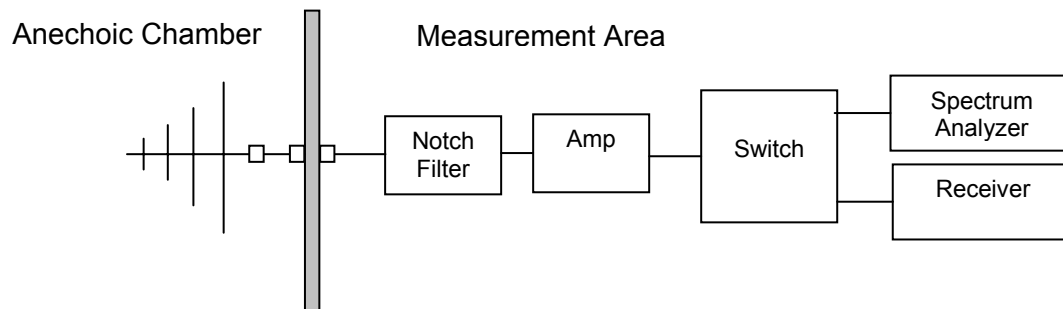 Anechoic Chamber
Measurement Area
Notch
Filter
Amp
Switch
Spectrum
Analyzer
Receiver